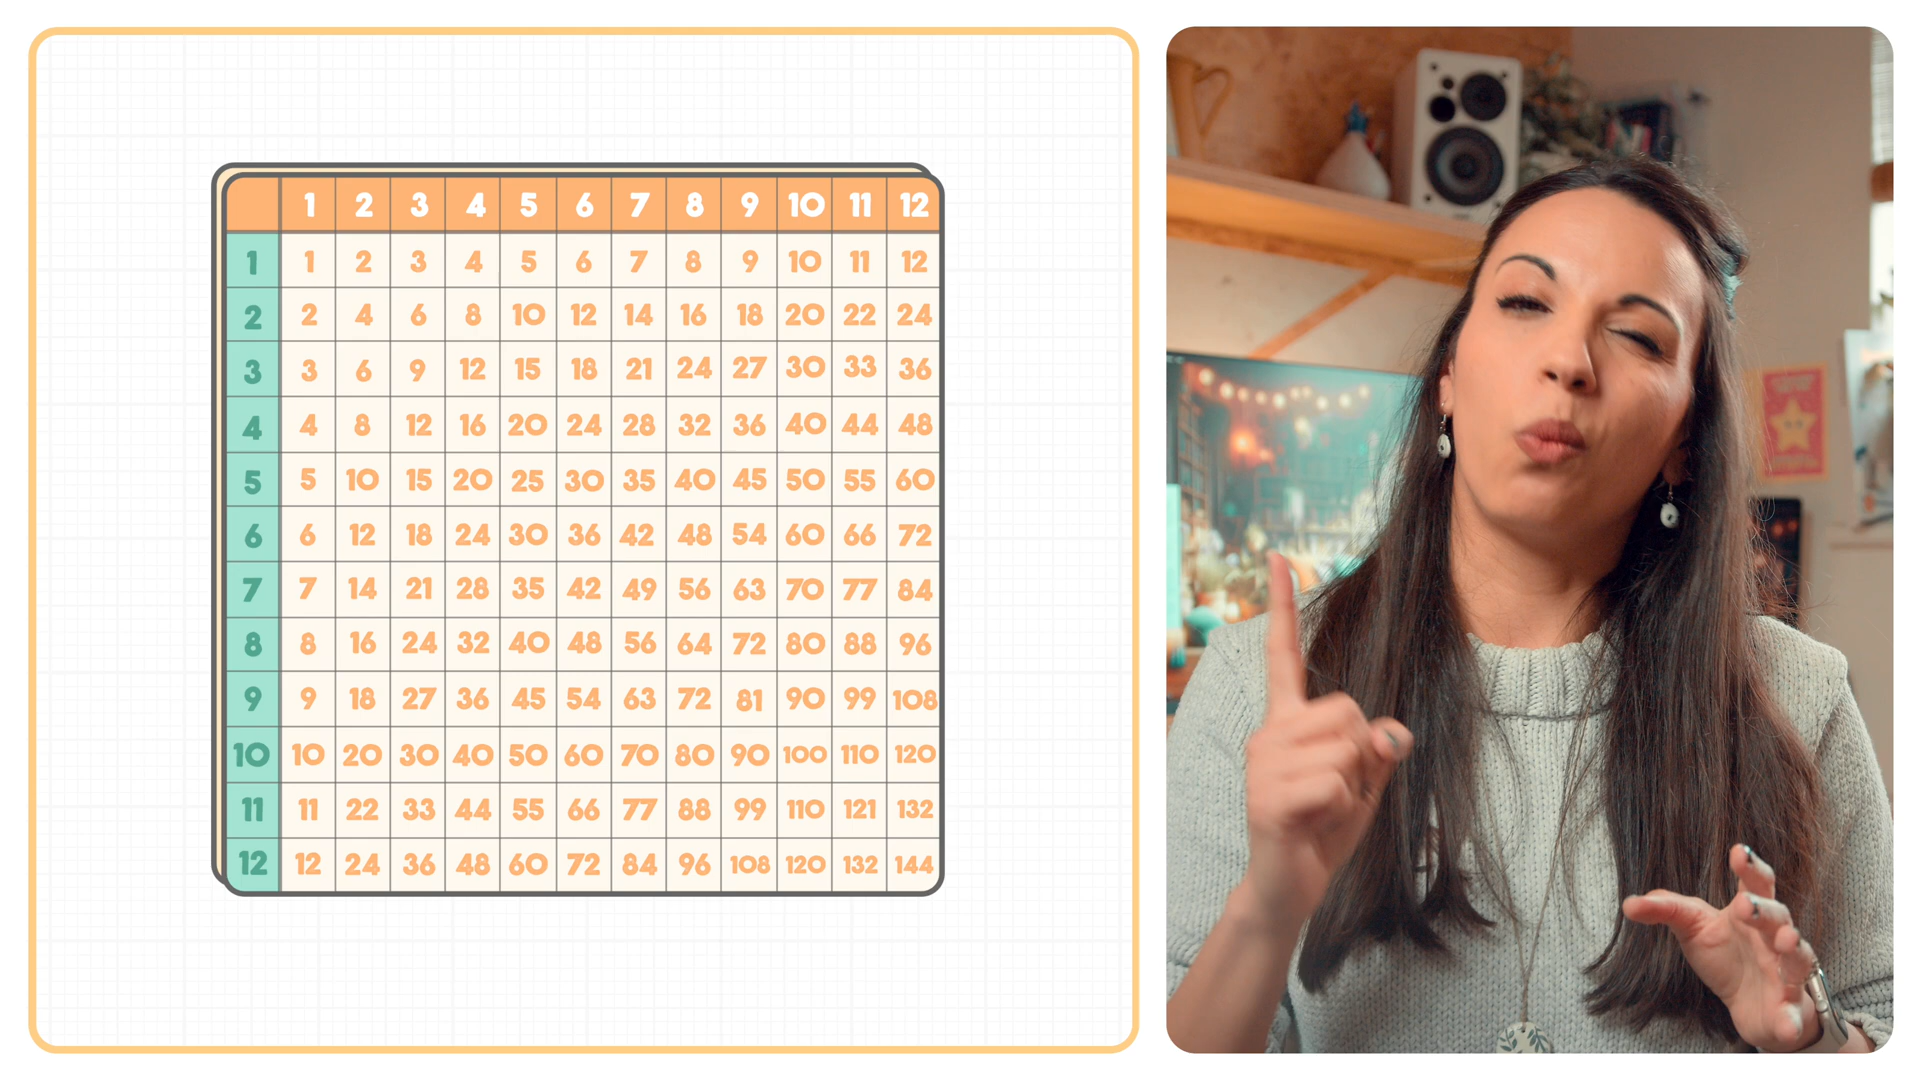 1 2 3 4 5 6 7 8 9 10 11 12
1 1 2 3 4 5 6 7 8 9 10 11 12
2 2 4 6 8 10 12 14 16 18 20 22 24
3 3 6 9 12 15 18 21 24 27 30 33 36
4 4 8 12 16 20 24 28 32 36 40 44 48
5 5 10 15 20 25 30 35 40 45 50 55 60
6 6 12 18 24 30 36 42 48 54 60 66 72
7 7 14 21 28 35 42 49 56 63 70 77 84
8 8 16 24 32 40 48 56 64 72 80 88 96
9 9 18 27 36 45 54 63 72 81 90 99 108
10 10 20 30 40 50 60 70 80 90 100 110 120
11 11 22 33 44 55 66 77 88 99 110 121 132
12 12 24 36 48 60 72 84 96 108 120 132 144